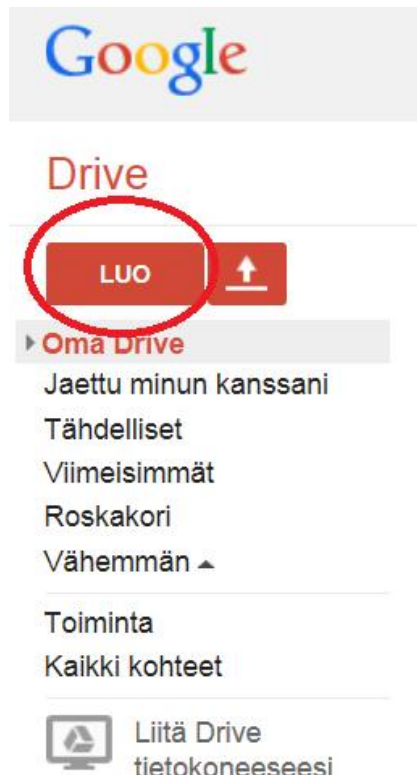 Google
Drive
LUO
Oma Drive
Jaettu minun kanssani
Tähdelliset
Viimeisimmät
Roskakori
Vähemmän
Toiminta
Kaikki kohteet
Liitä Drive
tietokoneeseesi